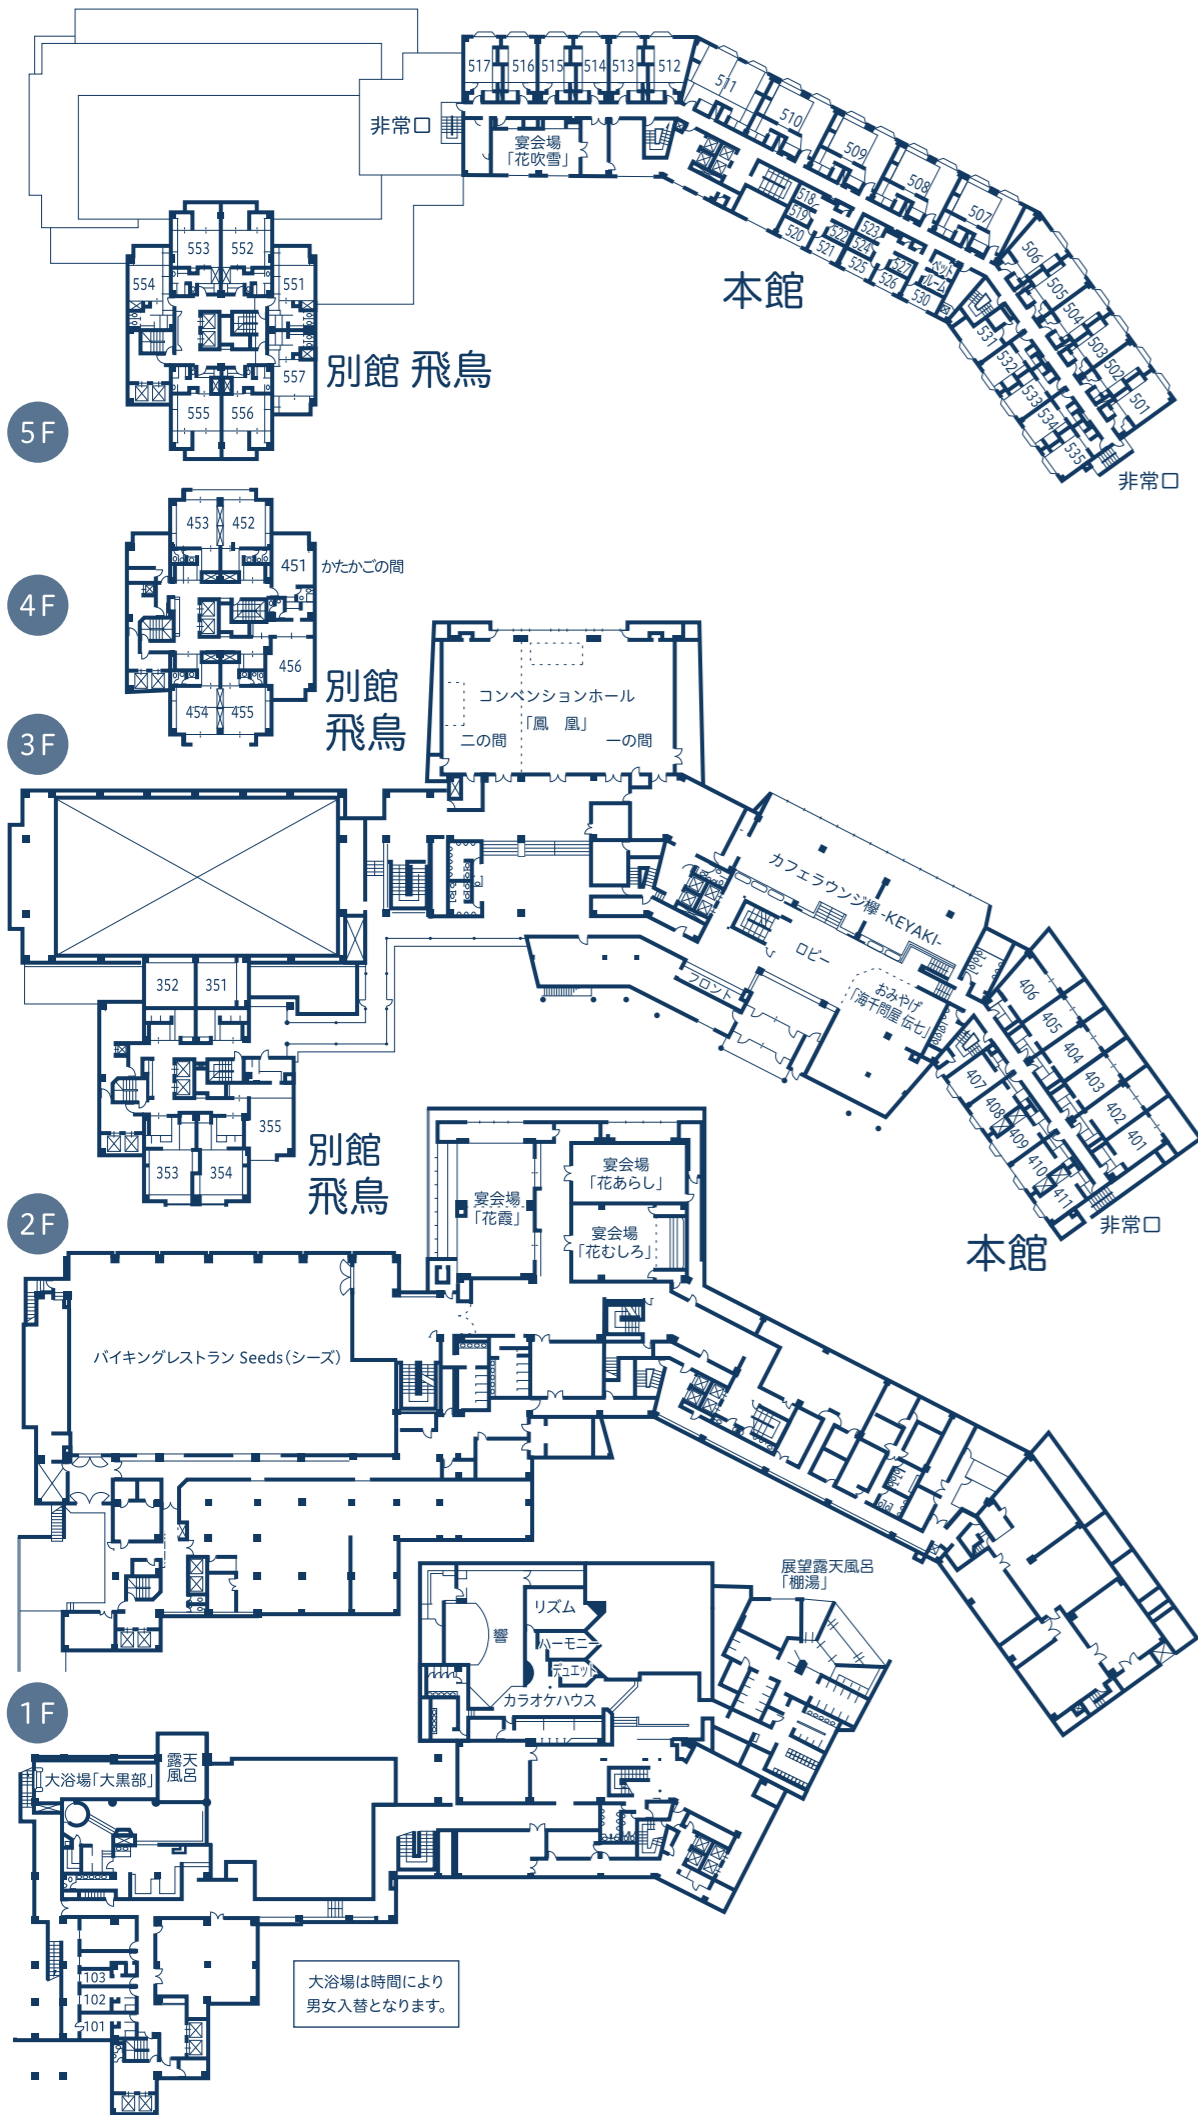 517
516
515
514
513
512
511
510
509
508
507
506
505
504
503
502
501
非常口
宴会場
「花吹雪」
518
519
520
521
522
523
524
525
526
527
530
ペット
ルーム
531
532
533
534
535
非常口
本館
553
552
554
551
557
555
556
別館 飛鳥
5F
453
452
451
かたかごの間
456
454
455
4F
別館
飛鳥
3F
コンベンションホール
「鳳 凰」
二の間
一の間
カフェラウンジ欅 -KEYAKI-
ロビー
フロント
おみやげ
「海千問屋 伝七」
406
405
404
403
402
401
407
408
409
410
411
非常口
本館
352
351
355
353
354
別館
飛鳥
2F
宴会場
「花霞」
宴会場
「花あらし」
宴会場
「花むしろ」
バイキングレストラン Seeds（シーズ）
1F
展望露天風呂
「棚湯」
響
リズム
ハーモニー
デュエット
カラオケハウス
大浴場「大黒部」
露天
風呂
103
102
101
大浴場は時間により
男女入替となります。